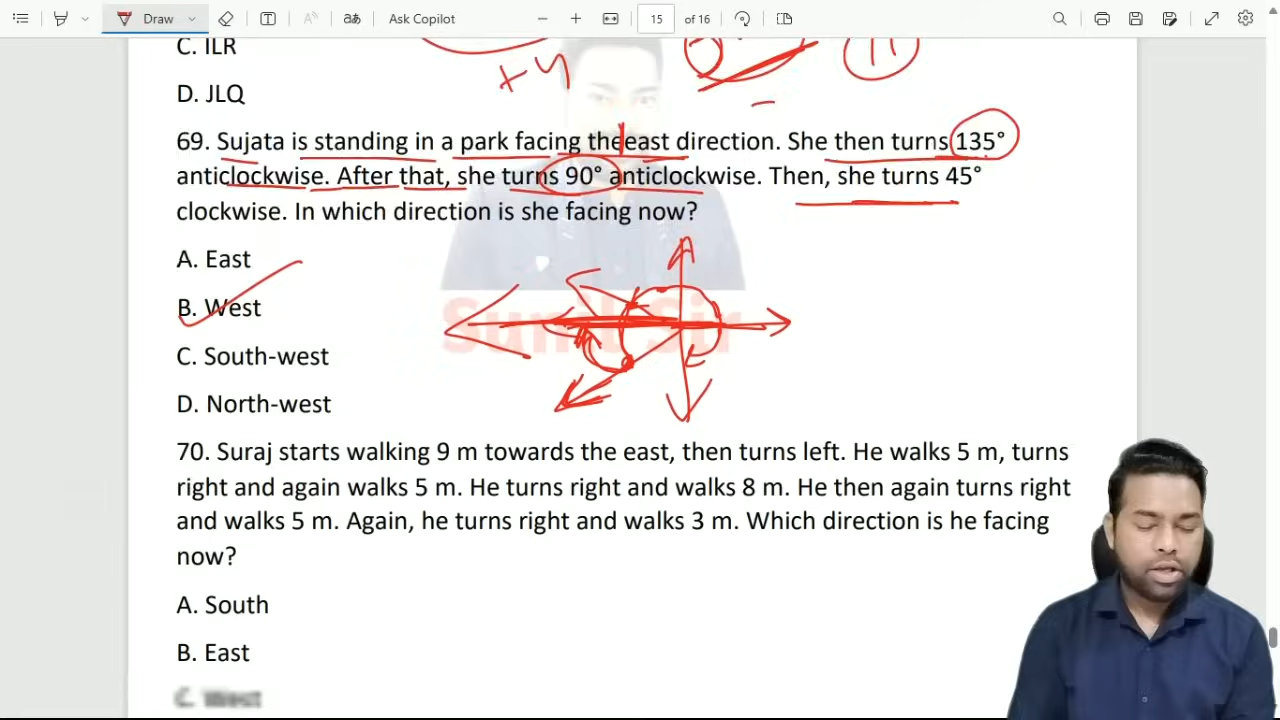 Draw
Ask Copilot
15 of 16
C. ILR
+4
11
D. JLQ
69. Sujata is standing in a park facing the east direction. She then turns 135°
anticlockwise. After that, she turns 90° anticlockwise. Then, she turns 45°
clockwise. In which direction is she facing now?
A. East
B. West
Sunil Sir
C. South-west
D. North-west
70. Suraj starts walking 9 m towards the east, then turns left. He walks 5 m, turns
right and again walks 5 m. He turns right and walks 8 m. He then again turns right
and walks 5 m. Again, he turns right and walks 3 m. Which direction is he facing
now?
A. South
B. East
C. West